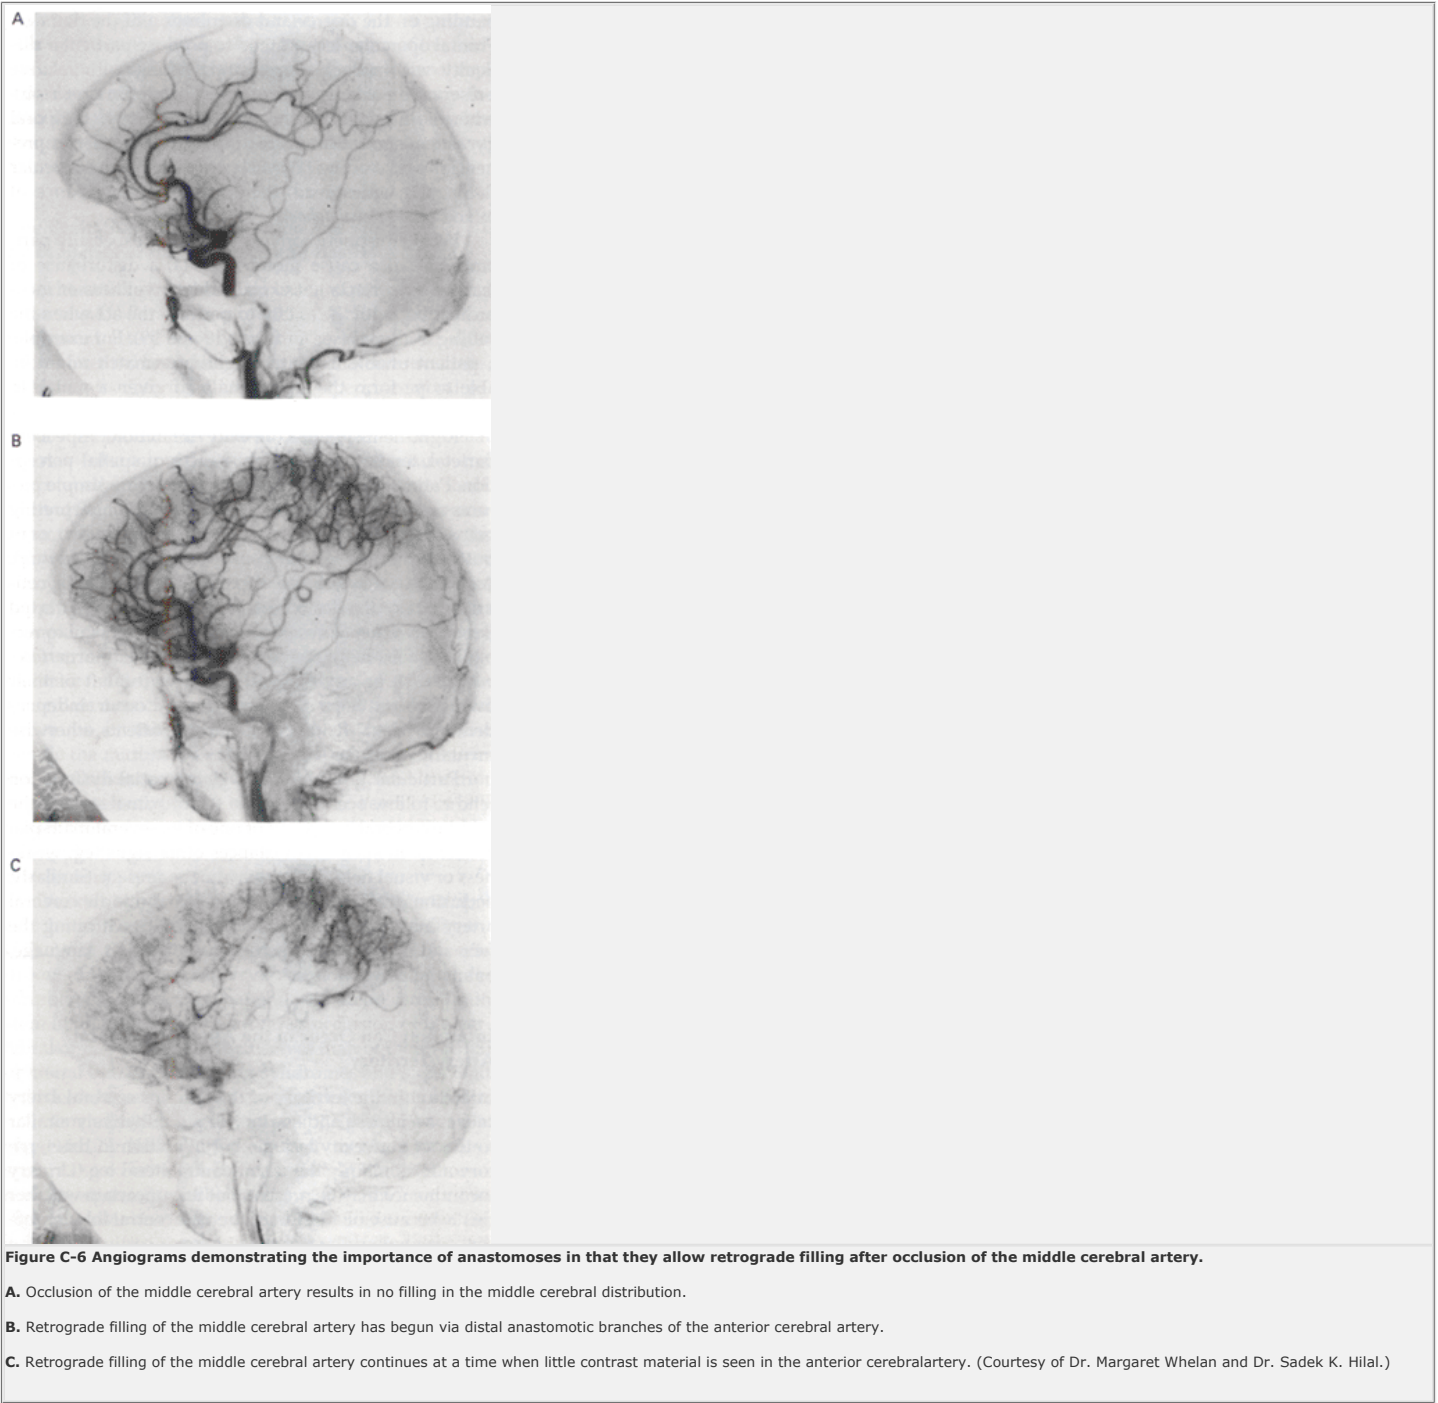 A
B
C
Figure C-6 Angiograms demonstrating the importance of anastomoses in that they allow retrograde filling after occlusion of the middle cerebral artery.
A. Occlusion of the middle cerebral artery results in no filling in the middle cerebral distribution.
B. Retrograde filling of the middle cerebral artery has begun via distal anastomotic branches of the anterior cerebral artery.
C. Retrograde filling of the middle cerebral artery continues at a time when little contrast material is seen in the anterior cerebralartery. (Courtesy of Dr. Margaret Whelan and Dr. Sadek K. Hilal.)